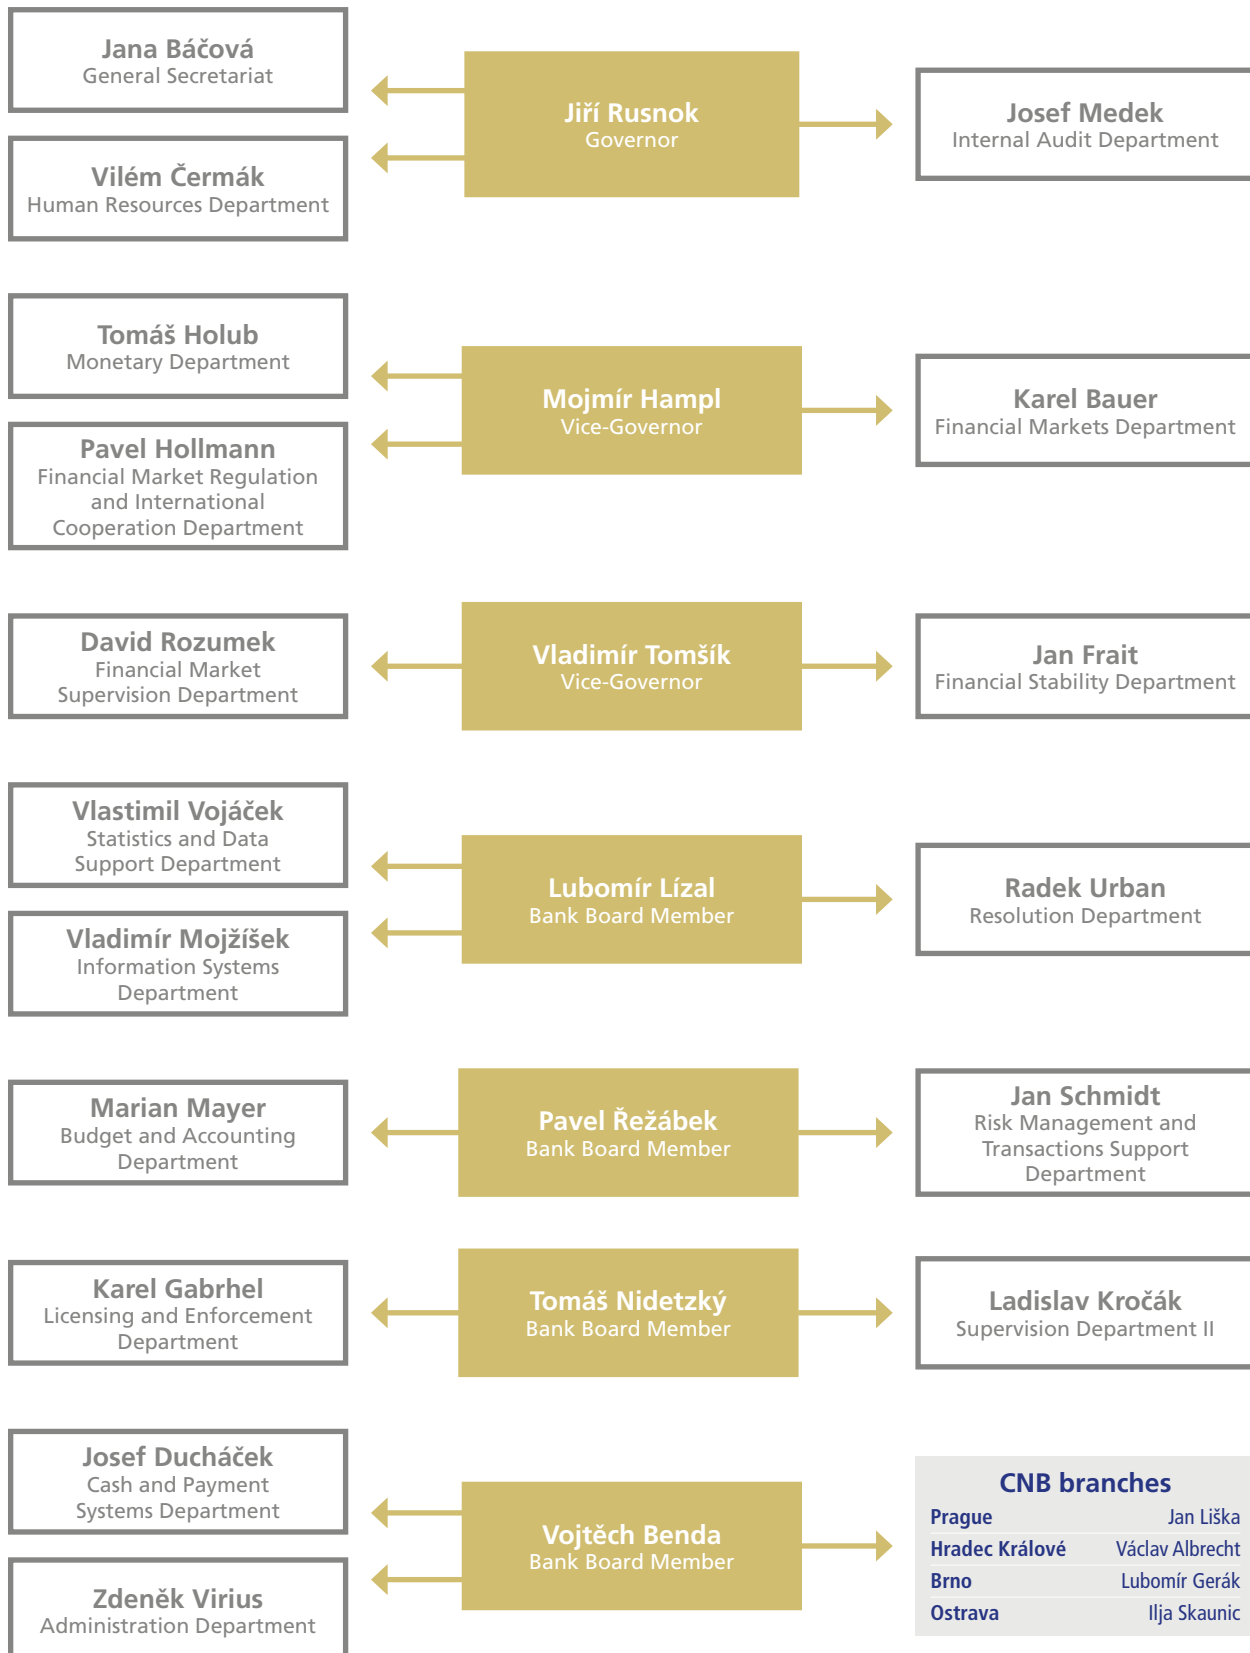 Jana Báčová
General Secretariat
Vilém Čermák
Human Resources Department
Jiří Rusnok
Governor
Josef Medek
Internal Audit Department
Tomáš Holub
Monetary Department
Pavel Hollmann
Financial Market Regulation
and International
Cooperation Department
Mojmír Hampl
Vice-Governor
Karel Bauer
Financial Markets Department
David Rozumek
Financial Market
Supervision Department
Vladimír Tomšík
Vice-Governor
Jan Frait
Financial Stability Department
Vlastimil Vojáček
Statistics and Data
Support Department
Vladimír Mojžíšek
Information Systems
Department
Lubomír Lízal
Bank Board Member
Radek Urban
Resolution Department
Marian Mayer
Budget and Accounting
Department
Pavel Řežábek
Bank Board Member
Jan Schmidt
Risk Management and
Transactions Support
Department
Karel Gabrhel
Licensing and Enforcement
Department
Tomáš Nidetzký
Bank Board Member
Ladislav Kročák
Supervision Department II
Josef Ducháček
Cash and Payment
Systems Department
Zdeněk Virius
Administration Department
Vojtěch Benda
Bank Board Member
CNB branches
Prague Jan Liška
Hradec Králové Václav Albrecht
Brno Lubomír Gerák
Ostrava Ilja Skaunic